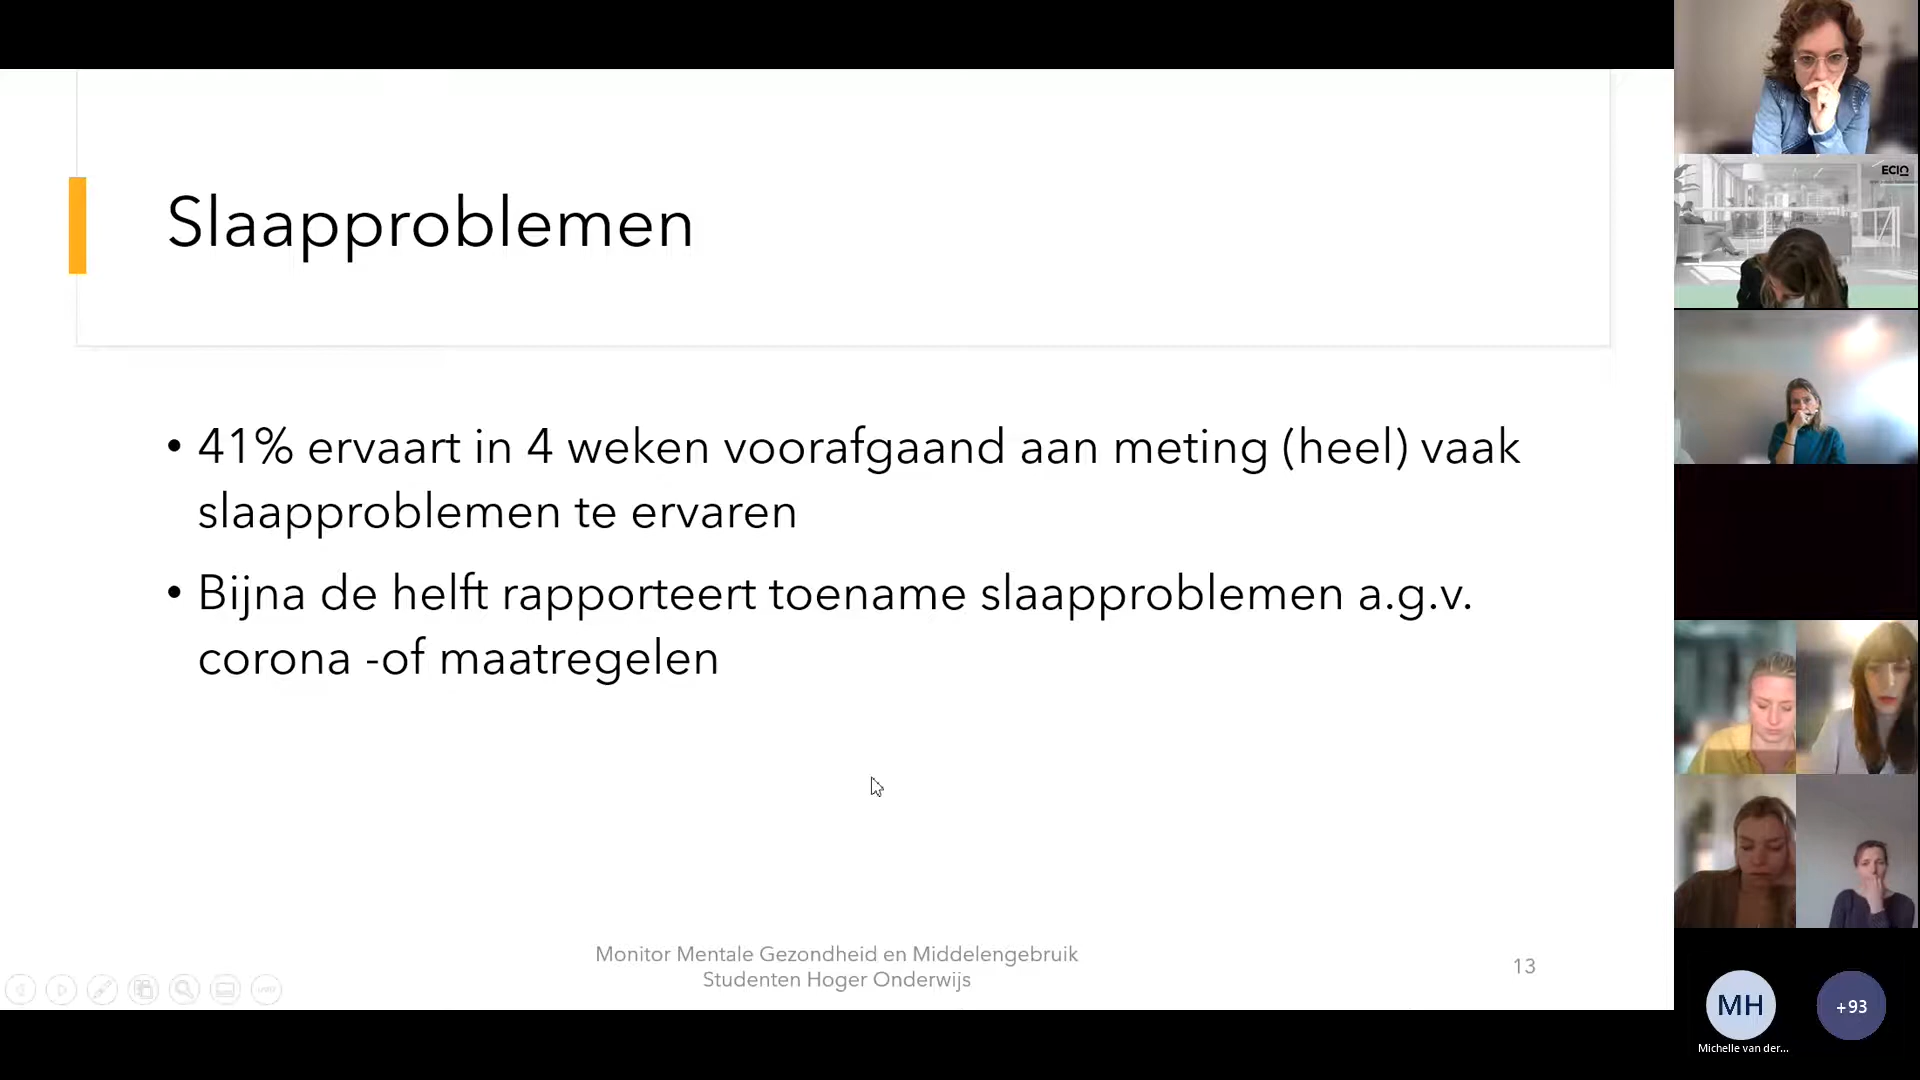 ECIO
Slaapproblemen
• 41% ervaart in 4 weken voorafgaand aan meting (heel) vaak
slaapproblemen te ervaren
• Bijna de helft rapporteert toename slaapproblemen a.g.v.
corona -of maatregelen
Monitor Mentale Gezondheid en Middelengebruik
Studenten Hoger Onderwijs
13
MH
+93
Michelle van der...